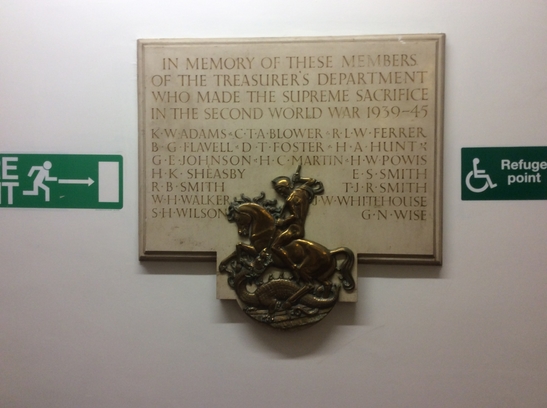 IN MEMORY OF THESE MEMBERS
OF THE TREASURER'S DEPARTMENT
WHO MADE THE SUPREME SACRIFICE
IN THE SECOND WORLD WAR 1939-45
K·W·ADAMS·C·T·A·BLOWER·R·L·W·FERRER
B·G·FLAVELL·D·T·FOSTER·H·A·HUNT
G·E·JOHNSON·H·C·MARTIN·H·W·POWIS
H·K·SHEASBY E·S·SMITH
R·B·SMITH T·J·R·SMITH
W·H·WALKER W·WHITEHOUSE
S·H·WILSON G·N·WISE
Refuge
point